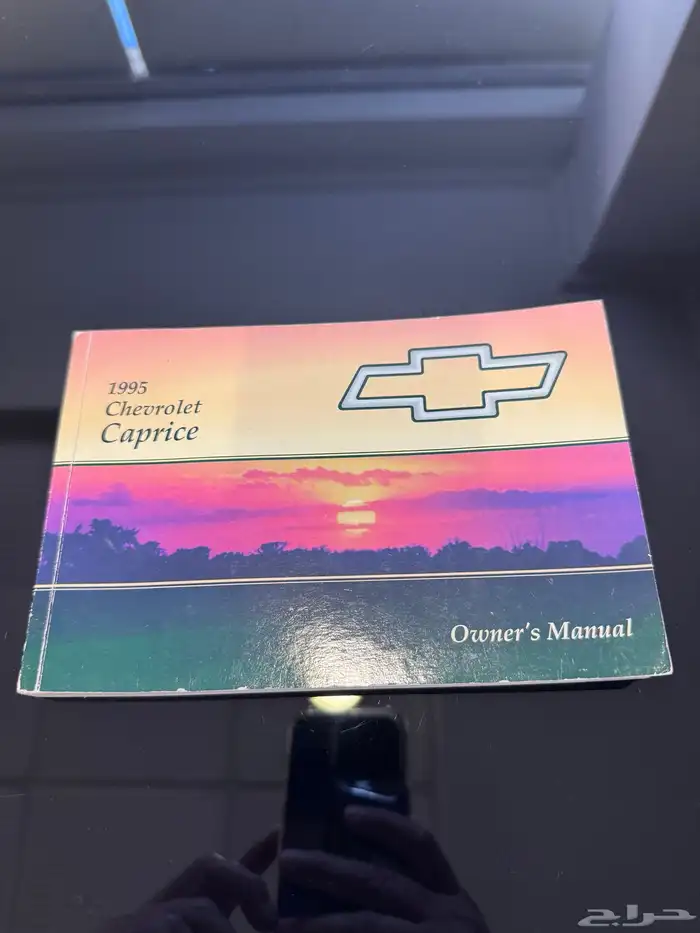 1995
Chevrolet
Caprice
Owner's Manual
حراج